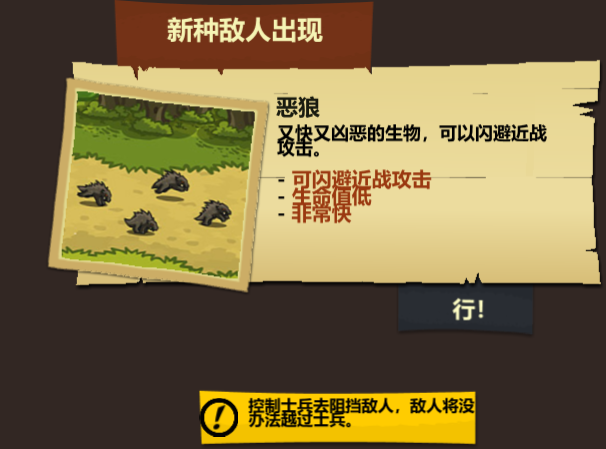 新种敌人出现
恶狼
又快又凶恶的生物，可以闪避近战
攻击。
- 可闪避近战攻击
- 生命值低
- 非常快
行！
控制士兵去阻挡敌人，敌人将没
办法越过士兵。